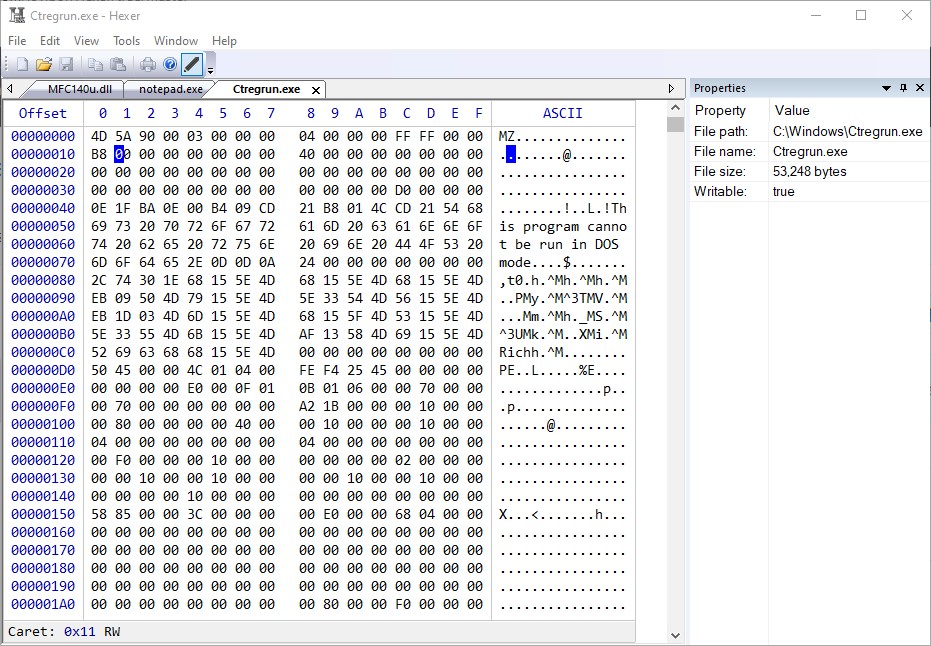 Ctregrun.exe - Hexer
File Edit View Tools Window Help
MFC140u.dll notepad.exe Ctregrun.exe
Offset 0 1 2 3 4 5 6 7 8 9 A B C D E F ASCII
00000000 4D 5A 90 00 03 00 00 00 04 00 00 00 FF FF 00 00 MZ..............
00000010 B8 00 00 00 00 00 00 00 40 00 00 00 00 00 00 00 ........@.......
00000020 00 00 00 00 00 00 00 00 00 00 00 00 00 00 00 00 ................
00000030 00 00 00 00 00 00 00 00 00 00 00 00 D0 00 00 00 ................
00000040 0E 1F BA 0E 00 B4 09 CD 21 B8 01 4C CD 21 54 68 ........!..L.!Th
00000050 69 73 20 70 72 6F 67 72 61 6D 20 63 61 6E 6E 6F is program canno
00000060 74 20 62 65 20 72 75 6E 20 69 6E 20 44 4F 53 20 t be run in DOS
00000070 6D 6F 64 65 2E 0D 0D 0A 24 00 00 00 00 00 00 00 mode....$.......
00000080 2C 74 30 1E 68 15 5E 4D 68 15 5E 4D 68 15 5E 4D ,t0.h.^Mh.^Mh.^M
00000090 EB 09 50 4D 79 15 5E 4D 5E 33 54 4D 56 15 5E 4D ..PMy.^M^3TMV.^M
000000A0 EB 1D 03 4D 6D 15 5E 4D 68 15 5F 4D 53 15 5E 4D ...Mm.^Mh._MS.^M
000000B0 5E 33 55 4D 6B 15 5E 4D AF 13 58 4D 69 15 5E 4D ^3UMk.^M..XMi.^M
000000C0 52 69 63 68 68 15 5E 4D 00 00 00 00 00 00 00 00 Richh.^M........
000000D0 50 45 00 00 4C 01 04 00 FE F4 25 45 00 00 00 00 PE..L.....%E....
000000E0 00 00 00 00 E0 00 0F 01 0B 01 06 00 00 70 00 00 .............p..
000000F0 00 70 00 00 00 00 00 00 A2 1B 00 00 00 10 00 00 .p..............
00000100 00 80 00 00 00 00 40 00 00 10 00 00 00 10 00 00 ......@.........
00000110 04 00 00 00 00 00 00 00 04 00 00 00 00 00 00 00 ................
00000120 00 F0 00 00 00 10 00 00 00 00 00 00 02 00 00 00 ................
00000130 00 00 10 00 00 10 00 00 00 00 10 00 00 10 00 00 ................
00000140 00 00 00 00 10 00 00 00 00 00 00 00 00 00 00 00 ................
00000150 58 85 00 00 3C 00 00 00 00 E0 00 00 68 04 00 00 X...<.......h...
00000160 00 00 00 00 00 00 00 00 00 00 00 00 00 00 00 00 ................
00000170 00 00 00 00 00 00 00 00 00 00 00 00 00 00 00 00 ................
00000180 00 00 00 00 00 00 00 00 00 00 00 00 00 00 00 00 ................
00000190 00 00 00 00 00 00 00 00 00 00 00 00 00 00 00 00 ................
000001A0 00 00 00 00 00 00 00 00 00 80 00 00 F0 00 00 00 ................
Caret: 0x11 RW
Properties
Property Value
File path: C:\Windows\Ctregrun.exe
File name: Ctregrun.exe
File size: 53,248 bytes
Writable: true